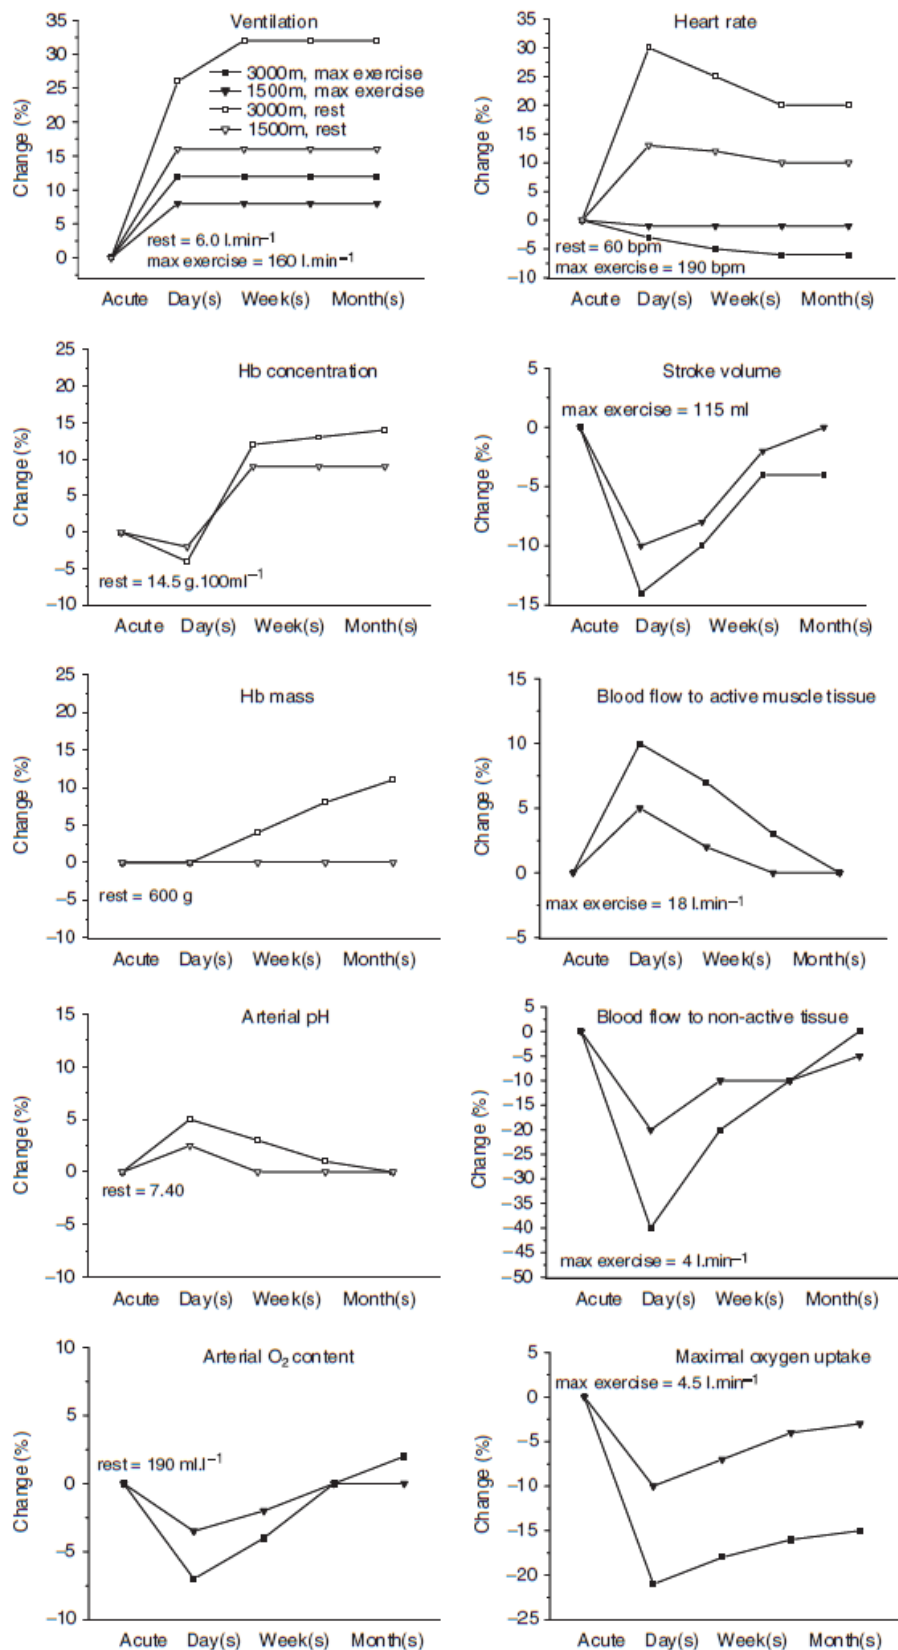 Ventilation
35
30
25
20
15
10
5
0
Change (%)
3000m, max exercise
1500m, max exercise
3000m, rest
1500m, rest
rest = 6.0 l.min⁻¹
max exercise = 160 l.min⁻¹
Acute Day(s) Week(s) Month(s)
Heart rate
35
30
25
20
15
10
5
0
−5
−10
Change (%)
rest = 60 bpm
max exercise = 190 bpm
Acute Day(s) Week(s) Month(s)
Hb concentration
25
20
15
10
5
0
−5
−10
Change (%)
rest = 14.5 g.100ml⁻¹
Acute Day(s) Week(s) Month(s)
Stroke volume
5
0
−5
−10
−15
Change (%)
max exercise = 115 ml
Acute Day(s) Week(s) Month(s)
Hb mass
25
20
15
10
5
0
−5
−10
Change (%)
rest = 600 g
Acute Day(s) Week(s) Month(s)
Blood flow to active muscle tissue
15
10
5
0
−5
Change (%)
max exercise = 18 l.min⁻¹
Acute Day(s) Week(s) Month(s)
Arterial pH
15
10
5
0
−5
−10
Change (%)
rest = 7.40
Acute Day(s) Week(s) Month(s)
Blood flow to non-active tissue
5
0
−5
−10
−15
−20
−25
−30
−35
−40
−45
−50
Change (%)
max exercise = 4 l.min⁻¹
Acute Day(s) Week(s) Month(s)
Arterial O₂ content
10
5
0
−5
−10
Change (%)
rest = 190 ml.l⁻¹
Acute Day(s) Week(s) Month(s)
Maximal oxygen uptake
5
0
−5
−10
−15
−20
−25
Change (%)
max exercise = 4.5 l.min⁻¹
Acute Day(s) Week(s) Month(s)